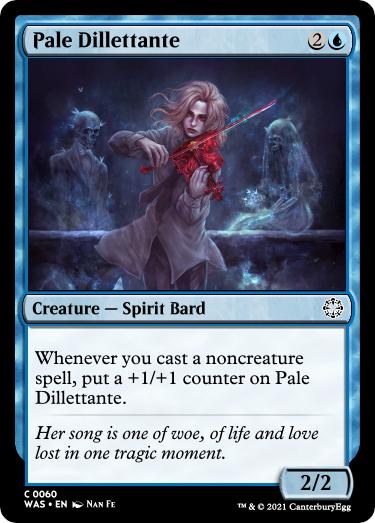 Pale Dillettante 2
Creature — Spirit Bard
Whenever you cast a noncreature
spell, put a +1/+1 counter on Pale
Dillettante.
Her song is one of woe, of life and love
lost in one tragic moment.
2/2
C 0060
WAS • EN Nan Fe
™ & © 2021 CanterburyEgg